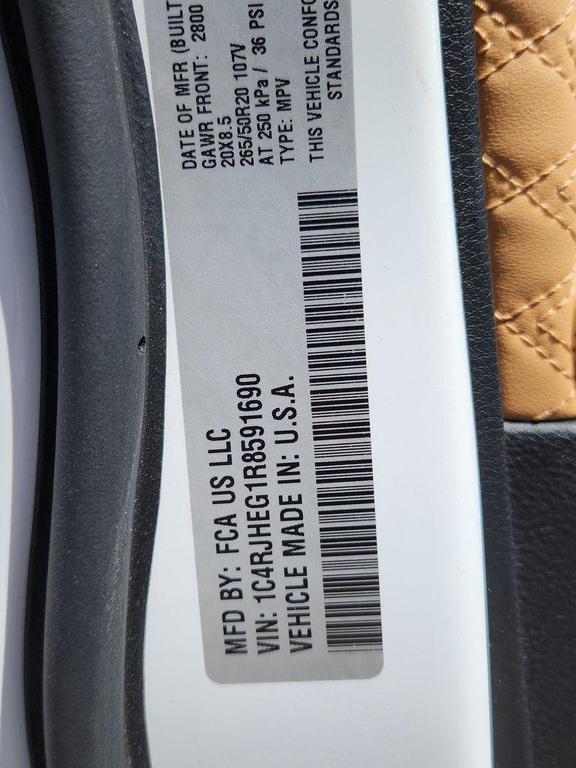 MFD BY: FCA US LLC
VIN: 1C4RJHEG1R8591690
VEHICLE MADE IN: U.S.A.
DATE OF MFR (BUILT
GAWR FRONT: 2800
20X8.5
265/50R20 107V
AT 250 kPa / 36 PSI
TYPE: MPV
THIS VEHICLE CONFO
STANDARDS